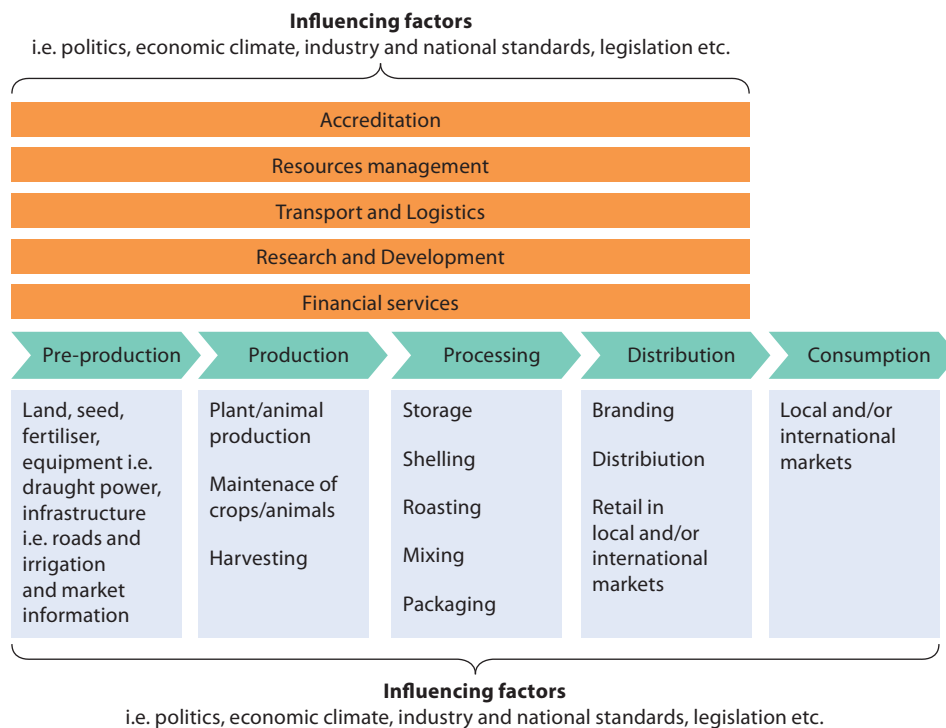 Influencing factors
i.e. politics, economic climate, industry and national standards, legislation etc.
Accreditation
Resources management
Transport and Logistics
Research and Development
Financial services
Pre-production
Production
Processing
Distribution
Consumption
Land, seed,
fertiliser,
equipment i.e.
draught power,
infrastructure
i.e. roads and
irrigation
and market
information
Plant/animal
production
Maintenace of
crops/animals
Harvesting
Storage
Shelling
Roasting
Mixing
Packaging
Branding
Distribiution
Retail in
local and/or
international
markets
Local and/or
international
markets
Influencing factors
i.e. politics, economic climate, industry and national standards, legislation etc.